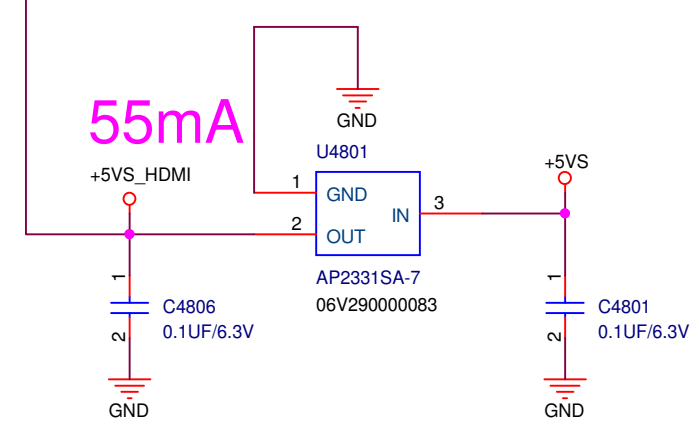 55mA
GND
U4801
+5VS_HDMI
+5VS
1
GND
3
IN
2
OUT
AP2331SA-7
06V290000083
1
C4806
0.1UF/6.3V
2
GND
1
C4801
0.1UF/6.3V
2
GND